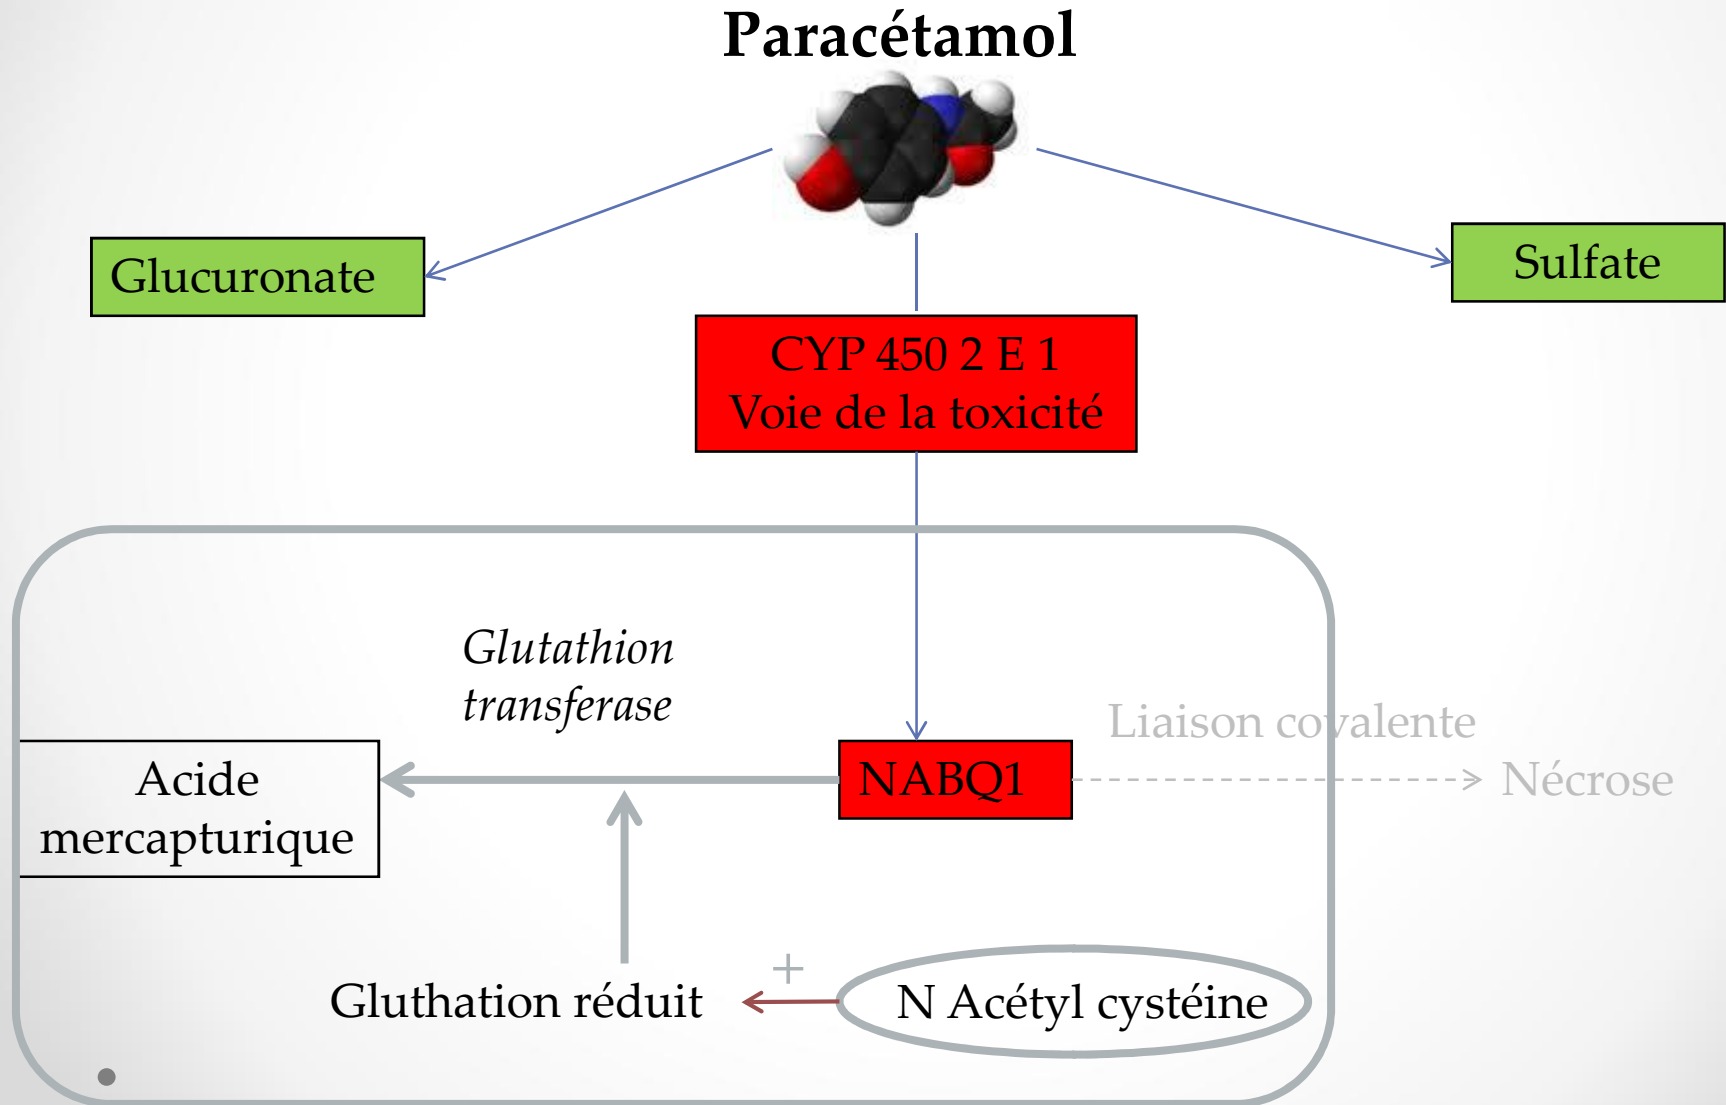 Paracétamol
Glucuronate
Sulfate
CYP 450 2 E 1
Voie de la toxicité
Glutathion
transferase
Liaison covalente
Acide
mercapturique
NABQ1
Nécrose
+
Gluthation réduit
N Acétyl cystéine